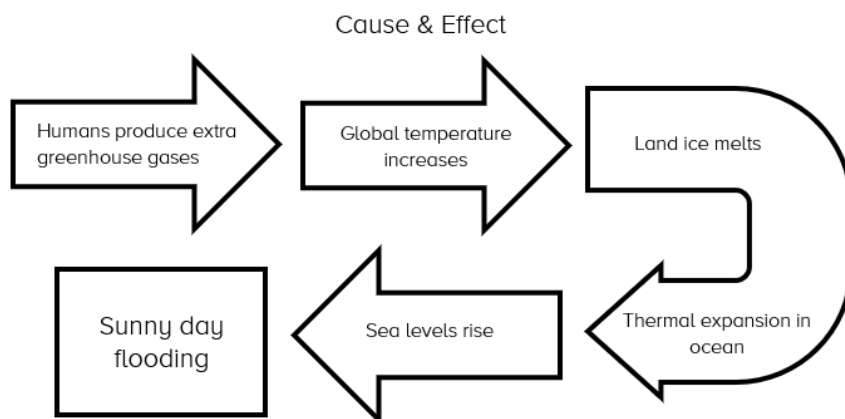 Cause & Effect
Humans produce extra
greenhouse gases
Global temperature
increases
Land ice melts
Thermal expansion in
ocean
Sea levels rise
Sunny day
flooding